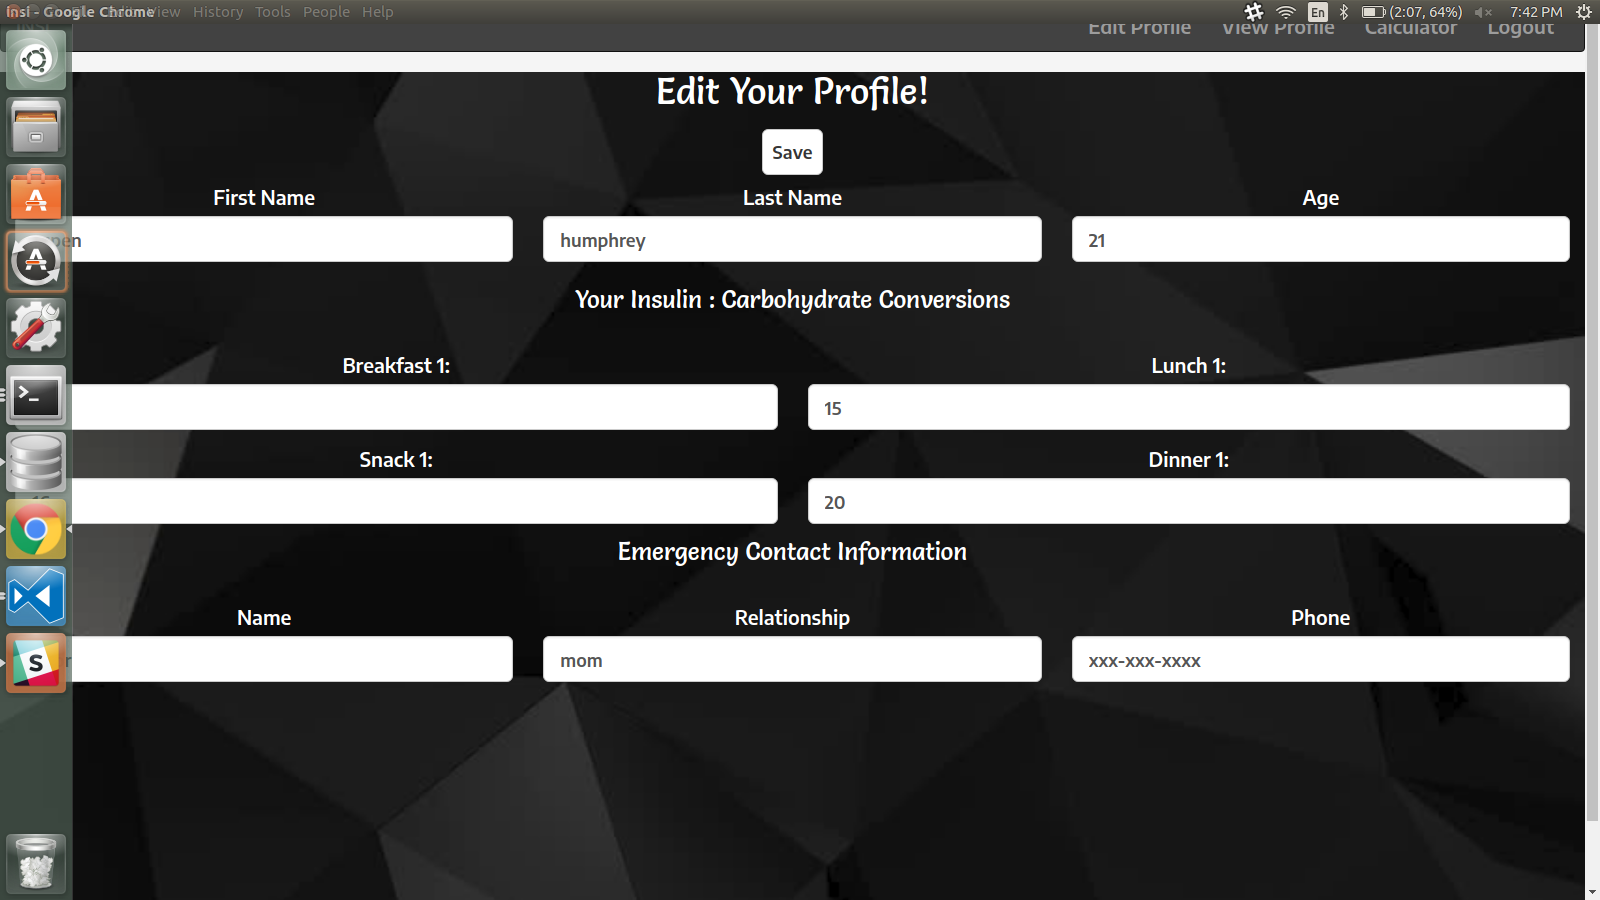 insi - Google Chrome View History Tools People Help
En (2:07, 64%) 7:42 PM
Edit Profile View Profile Calculator Logout
Edit Your Profile!
Save
First Name Last Name Age
pen humphrey 21
Your Insulin : Carbohydrate Conversions
Breakfast 1: Lunch 1:
15
Snack 1: Dinner 1:
20
Emergency Contact Information
Name Relationship Phone
r mom xxx-xxx-xxxx
S